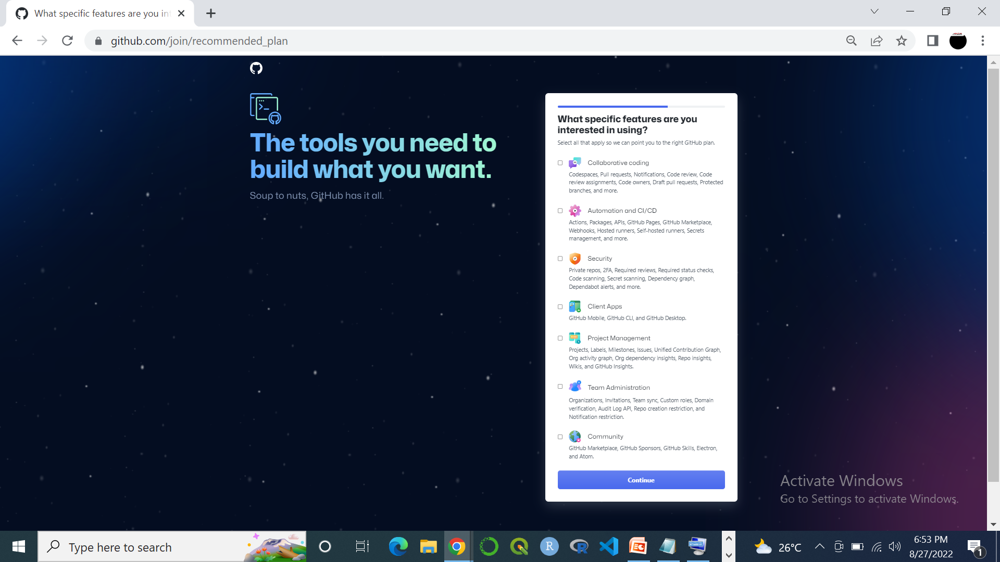 What specific features are you int
github.com/join/recommended_plan
The tools you need to
build what you want.
Soup to nuts, GitHub has it all.
What specific features are you
interested in using?
Select all that apply so we can point you to the right GitHub plan.
Collaborative coding
Codespaces, Pull requests, Notifications, Code review, Code
review assignments, Code owners, Draft pull requests, Protected
branches, and more.
Automation and CI/CD
Actions, Packages, APIs, GitHub Pages, GitHub Marketplace,
Webhooks, Hosted runners, Self-hosted runners, Secrets
management, and more.
Security
Private repos, 2FA, Required reviews, Required status checks,
Code scanning, Secret scanning, Dependency graph,
Dependabot alerts, and more.
Client Apps
GitHub Mobile, GitHub CLI, and GitHub Desktop.
Project Management
Projects, Labels, Milestones, Issues, Unified Contribution Graph,
Org activity graph, Org dependency insights, Repo insights,
Wikis, and GitHub Insights.
Team Administration
Organizations, Invitations, Team sync, Custom roles, Domain
verification, Audit Log API, Repo creation restriction, and
Notification restriction.
Community
GitHub Marketplace, GitHub Sponsors, GitHub Skills, Electron,
and Atom.
Continue
Activate Windows
Go to Settings to activate Windows.
Type here to search
R
R
26°C
6:53 PM
8/27/2022
1